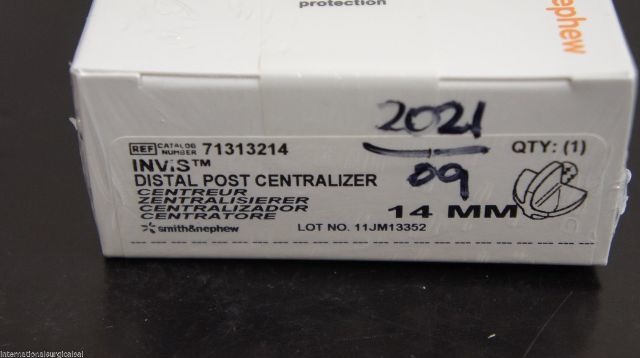 protection
nephew
2021
09
REF CATALOG NUMBER 71313214
QTY: (1)
INVIS™
DISTAL POST CENTRALIZER
CENTREUR
ZENTRALISIERER
CENTRALIZADOR
CENTRATORE
14 MM
smith&nephew
LOT NO. 11JM13352